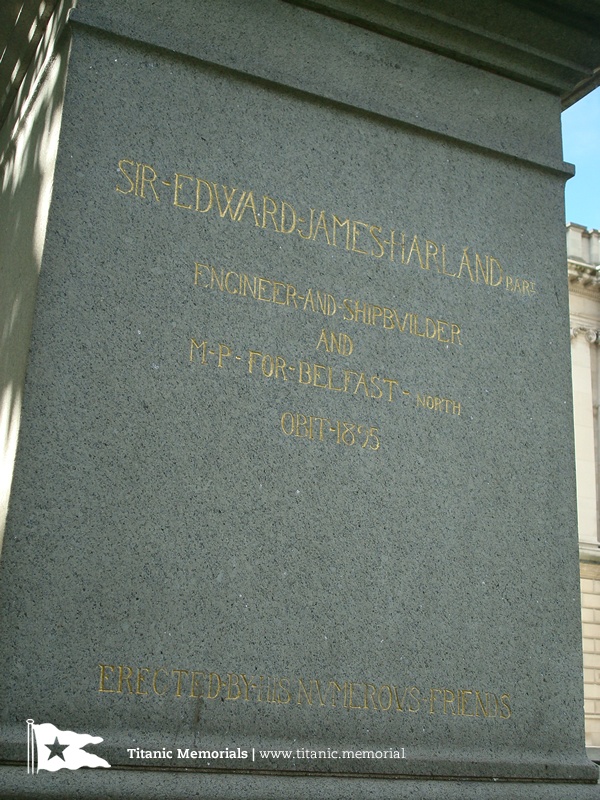 SIR-EDWARD-JAMES-HARLAND BART
ENGINEER-AND-SHIPBVILDER
AND
M-P-FOR-BELFAST-NORTH
OBIT-1895
ERECTED-BY-HIS NVMEROVS-FRIENDS
Titanic Memorials | www.titanic.memorial